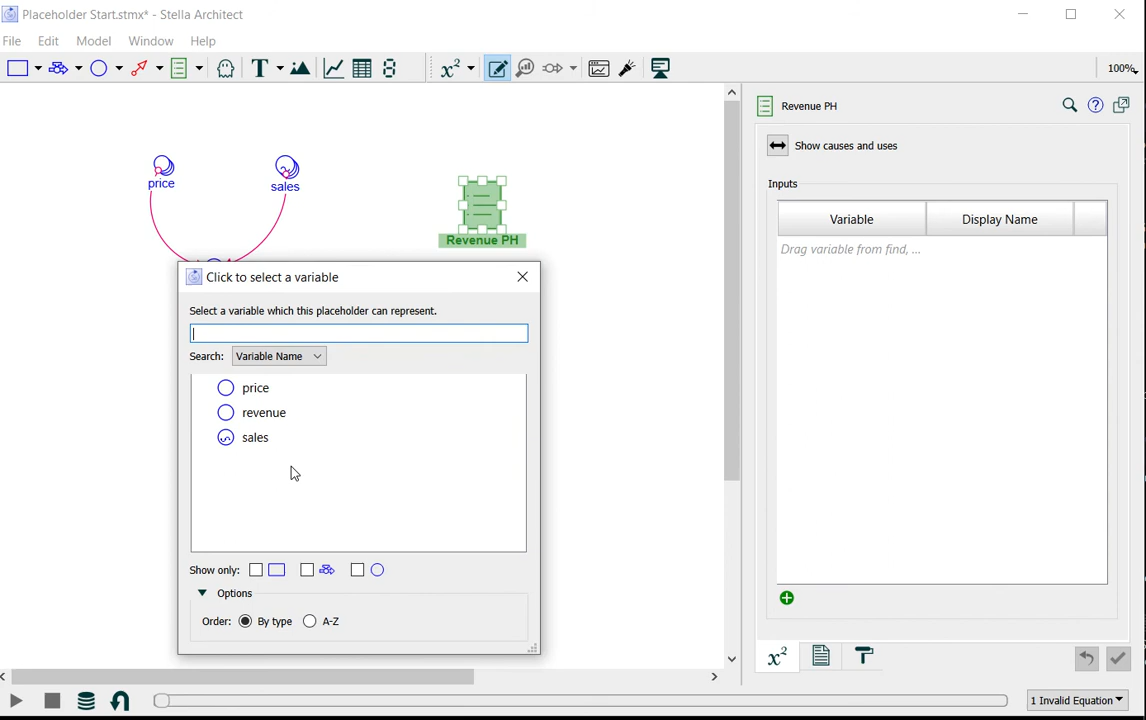 Placeholder Start.stmx* - Stella Architect
File Edit Model Window Help
T
x²
100%
Revenue PH
?
price
sales
Show causes and uses
Revenue PH
Inputs
Variable Display Name
Drag variable from find, ...
Click to select a variable
Select a variable which this placeholder can represent.
Search: Variable Name
price
revenue
sales
Show only:
Options
Order: By type A-Z
x²
1 Invalid Equation